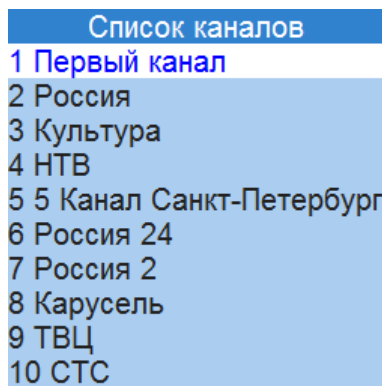 Список каналов
1 Первый канал
2 Россия
3 Культура
4 НТВ
5 5 Канал Санкт-Петербург
6 Россия 24
7 Россия 2
8 Карусель
9 ТВЦ
10 СТС